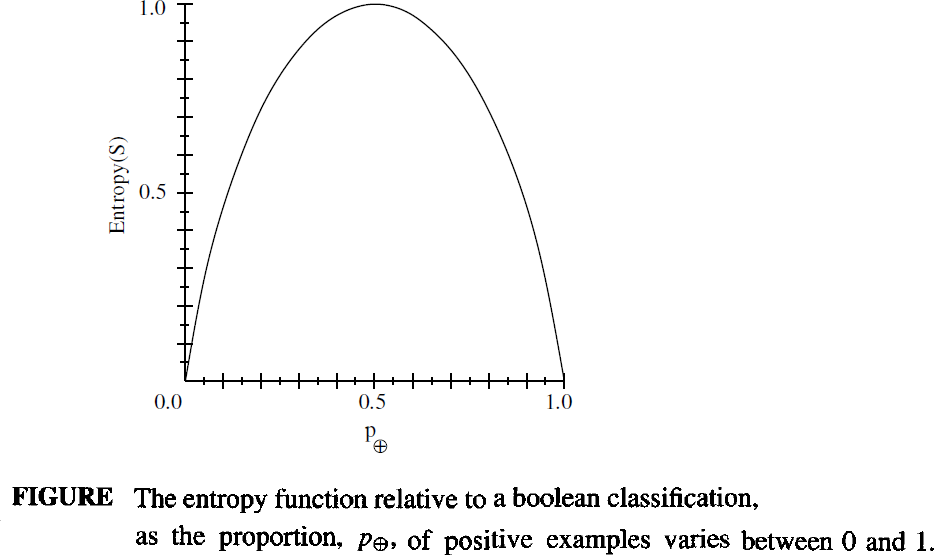 1.0
Entropy(S)
0.5
0.0 0.5 1.0
p⊕
FIGURE The entropy function relative to a boolean classification,
as the proportion, p⊕, of positive examples varies between 0 and 1.